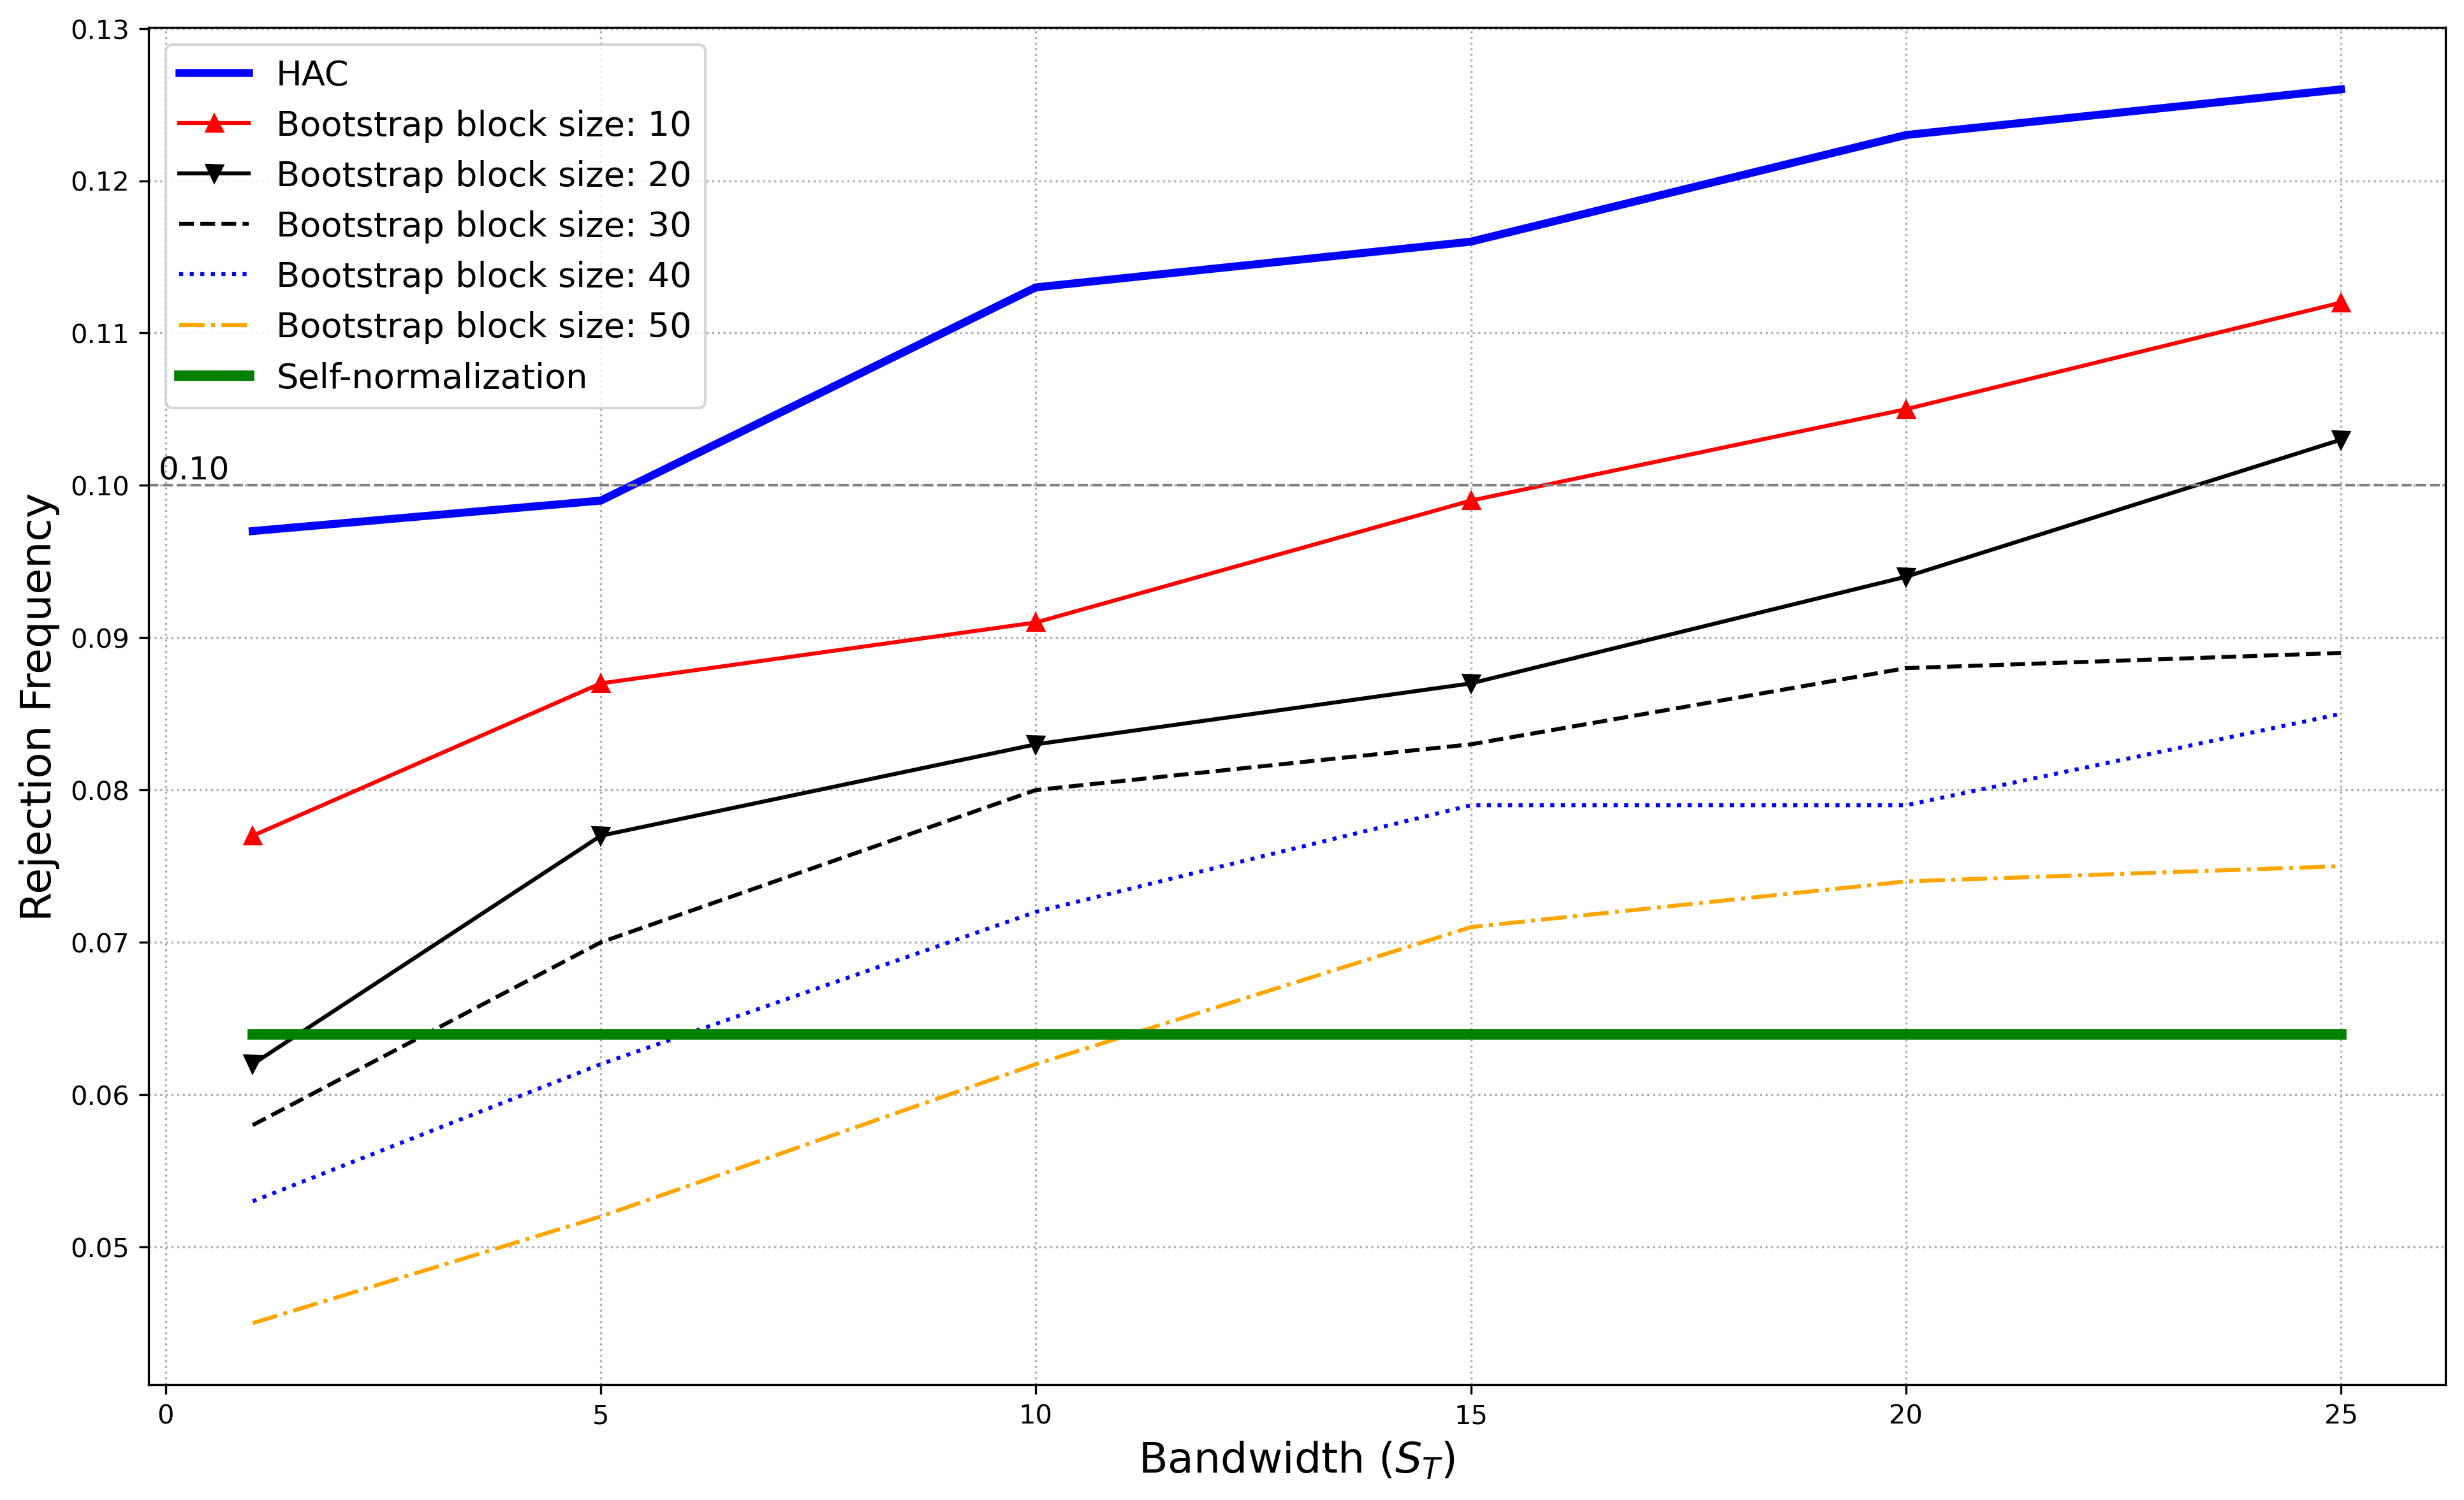 HAC
Bootstrap block size: 10
Bootstrap block size: 20
Bootstrap block size: 30
Bootstrap block size: 40
Bootstrap block size: 50
Self-normalization
0.10
0.13
0.12
0.11
0.10
0.09
0.08
0.07
0.06
0.05
Rejection Frequency
0 5 10 15 20 25
Bandwidth (S_T)